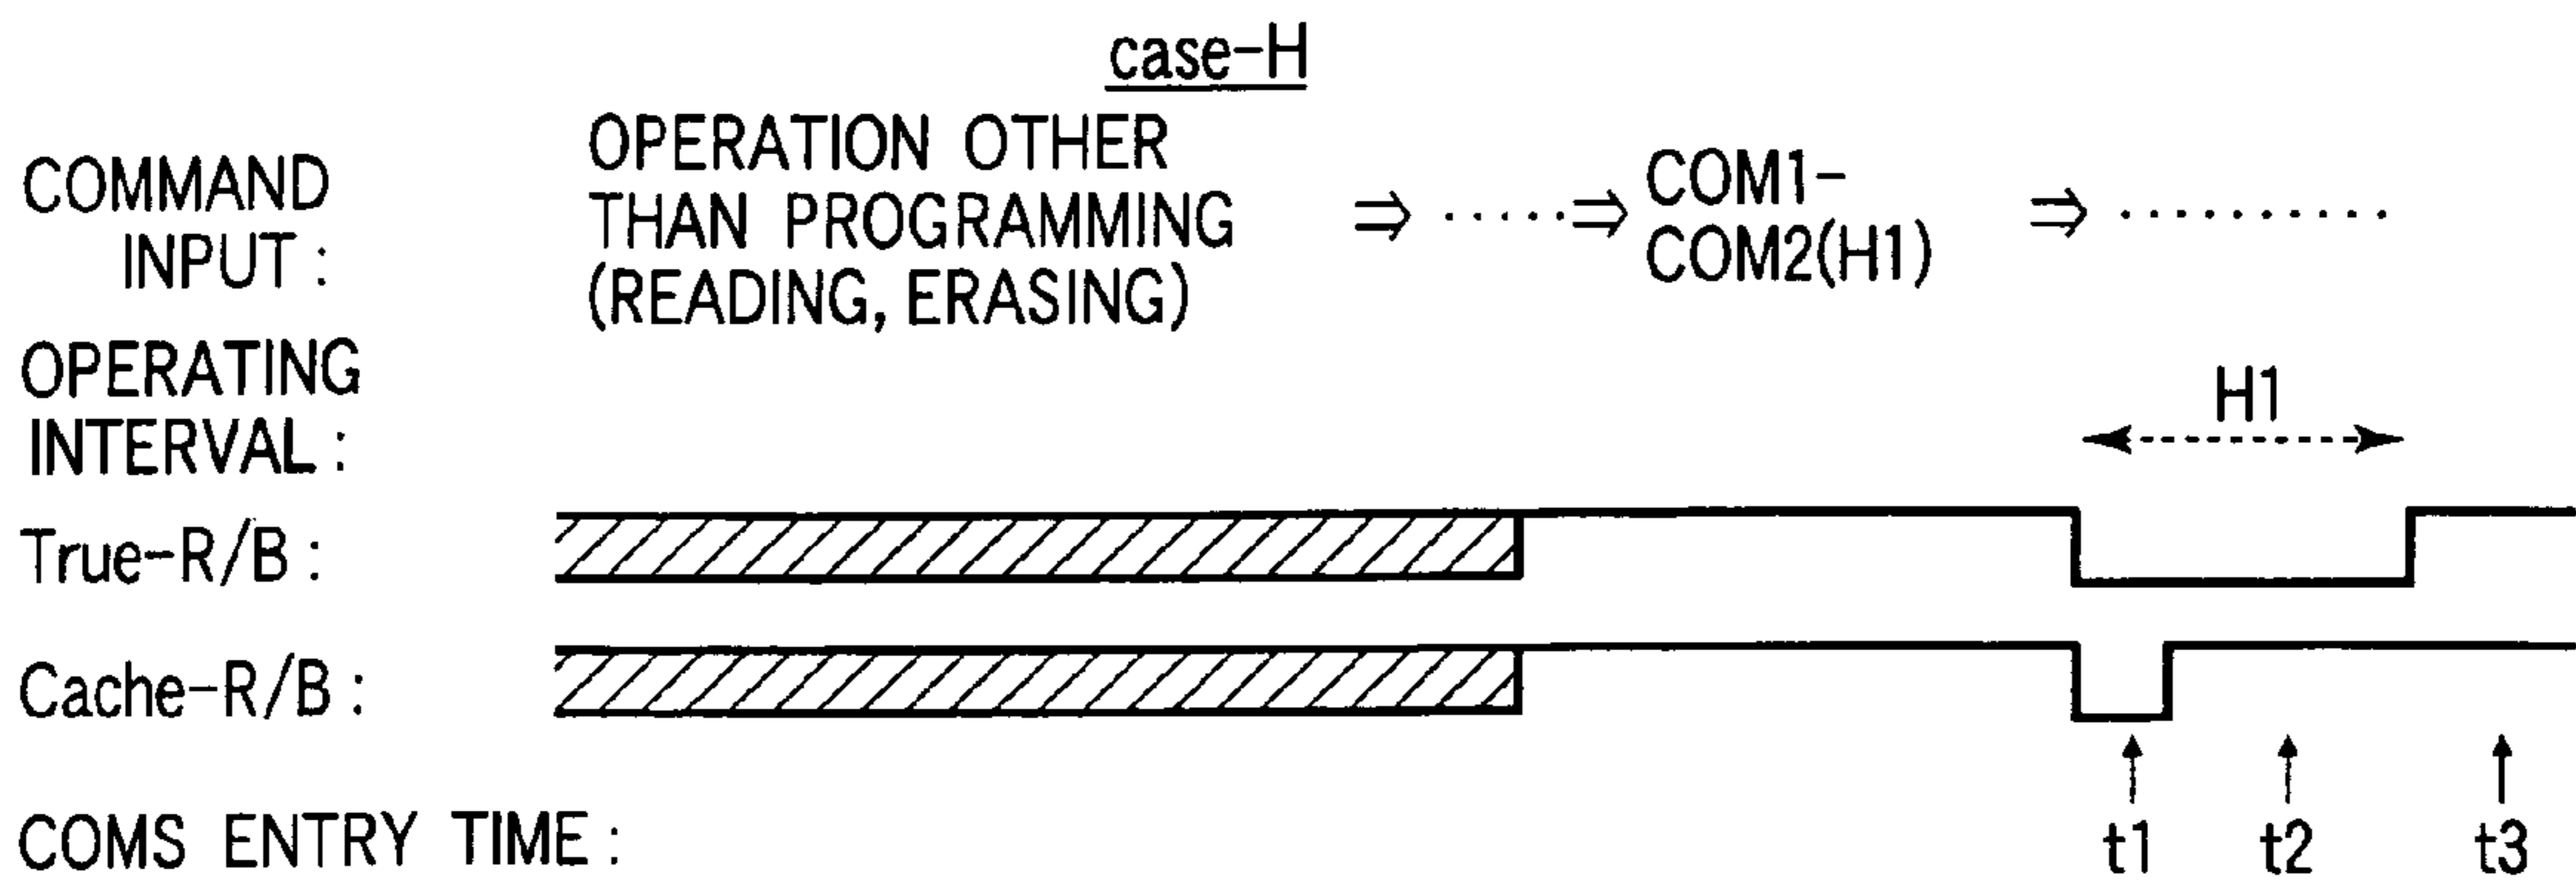 case-H
COMMAND INPUT :
OPERATION OTHER
THAN PROGRAMMING
(READING, ERASING)
⇒ ·····⇒ COM1-
COM2(H1)
⇒ ··········
OPERATING
INTERVAL :
H1
True-R/B :
Cache-R/B :
COMS ENTRY TIME :
t1 t2 t3